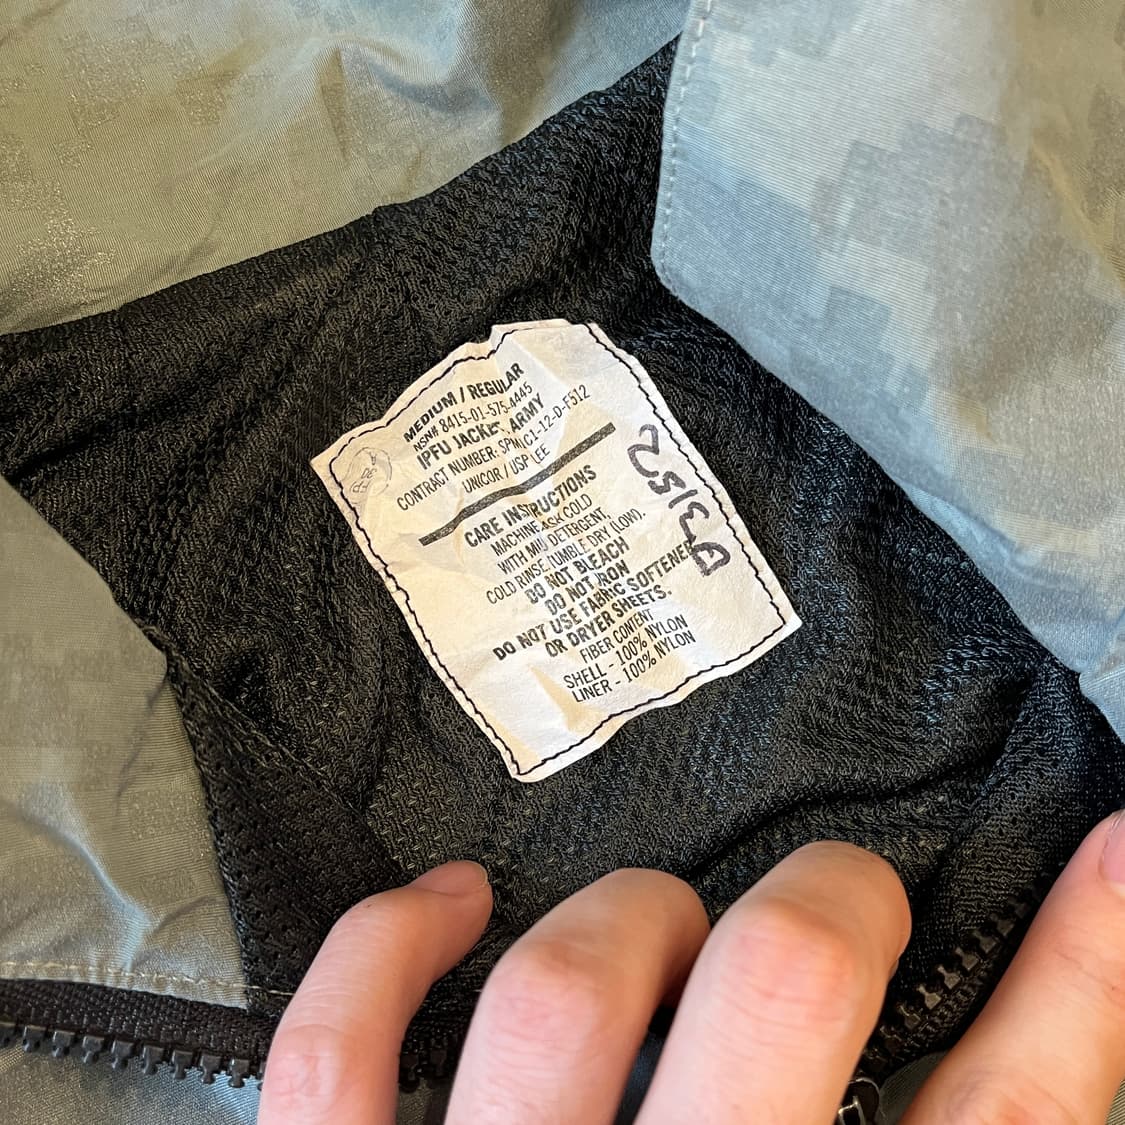 MEDIUM / REGULAR
NSN# 8415-01-575-4445
IPFU JACKET, ARMY
CONTRACT NUMBER: SPM1C1-12-D-F512
UNICOR / USP LEE
CARE INSTRUCTIONS
MACHINE WASH COLD
WITH MILD DETERGENT,
COLD RINSE, TUMBLE DRY (LOW).
DO NOT BLEACH
DO NOT IRON
DO NOT USE FABRIC SOFTENER
OR DRYER SHEETS.
FIBER CONTENT
SHELL - 100% NYLON
LINER - 100% NYLON